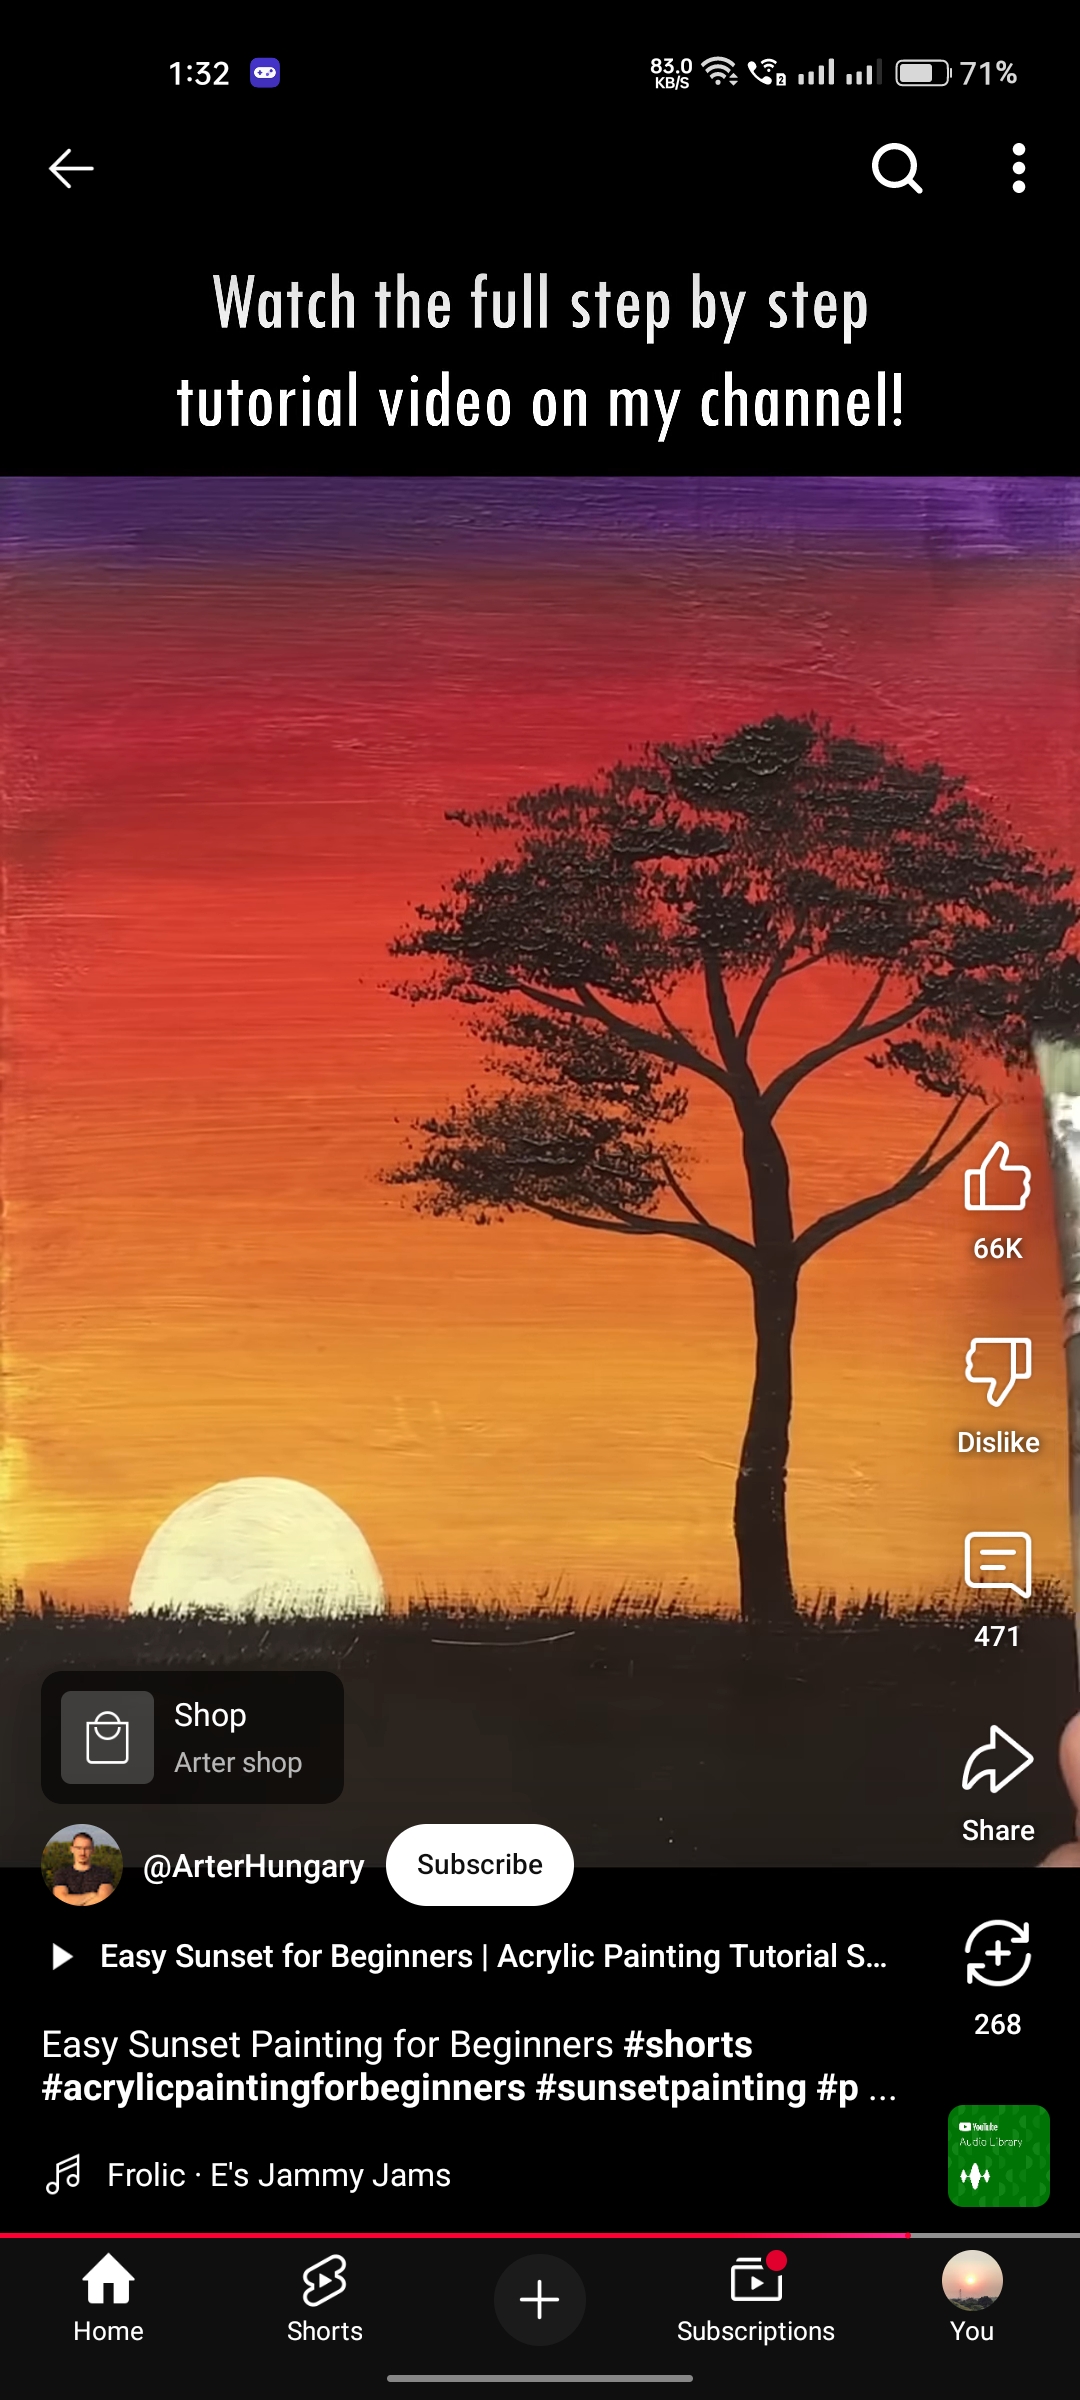 1:32
83.0
KB/S
2
71%
Watch the full step by step
tutorial video on my channel!
66K
Dislike
471
Shop
Arter shop
Share
@ArterHungary
Subscribe
Easy Sunset for Beginners | Acrylic Painting Tutorial S...
268
Easy Sunset Painting for Beginners #shorts
#acrylicpaintingforbeginners #sunsetpainting #p ...
YouTube
Audio Library
Frolic · E's Jammy Jams
Home
Shorts
Subscriptions
You